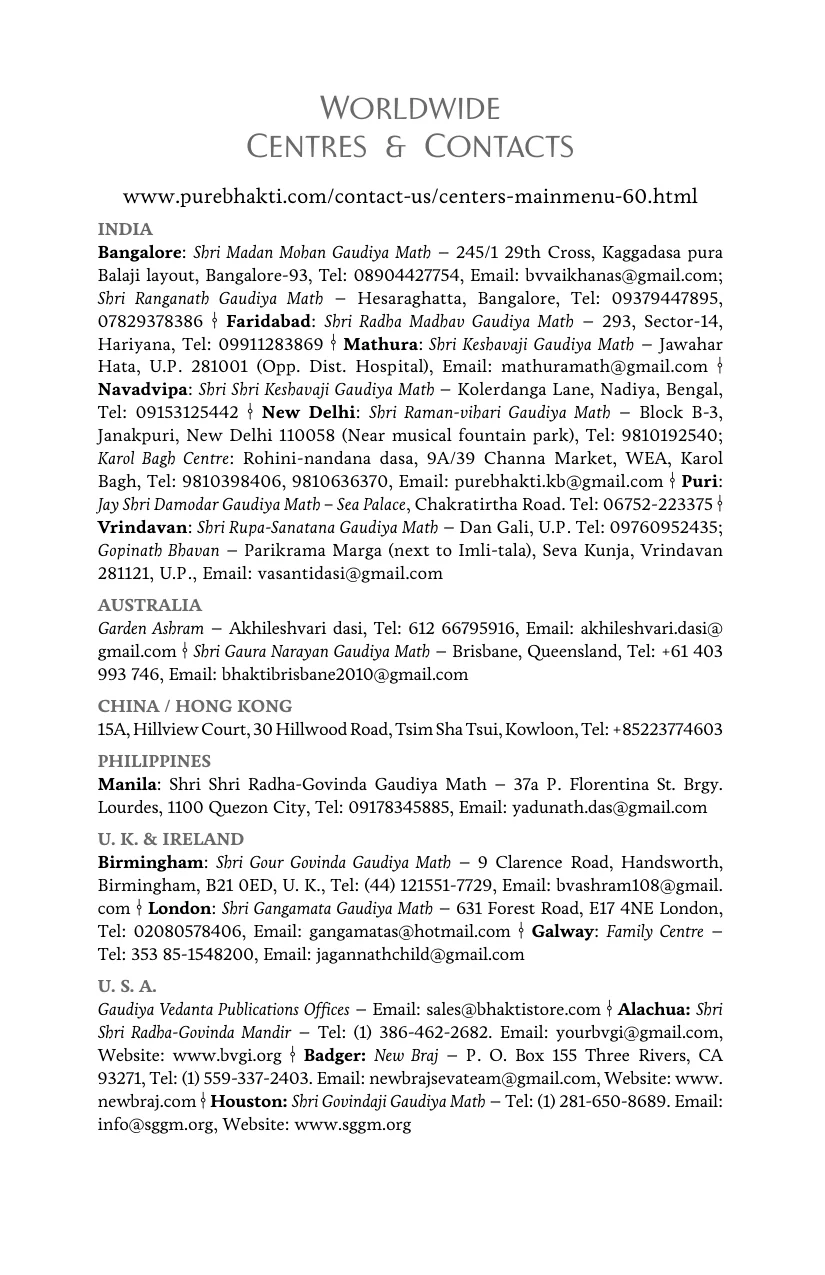 WORLDWIDE
CENTRES & CONTACTS
www.purebhakti.com/contact-us/centers-mainmenu-60.html
INDIA
Bangalore: Shri Madan Mohan Gaudiya Math – 245/1 29th Cross, Kaggadasa pura
Balaji layout, Bangalore-93, Tel: 08904427754, Email: bvvaikhanas@gmail.com;
Shri Ranganath Gaudiya Math – Hesaraghatta, Bangalore, Tel: 09379447895,
07829378386 ⸎ Faridabad: Shri Radha Madhav Gaudiya Math – 293, Sector-14,
Hariyana, Tel: 09911283869 ⸎ Mathura: Shri Keshavaji Gaudiya Math – Jawahar
Hata, U.P. 281001 (Opp. Dist. Hospital), Email: mathuramath@gmail.com ⸎
Navadvipa: Shri Shri Keshavaji Gaudiya Math – Kolerdanga Lane, Nadiya, Bengal,
Tel: 09153125442 ⸎ New Delhi: Shri Raman-vihari Gaudiya Math – Block B-3,
Janakpuri, New Delhi 110058 (Near musical fountain park), Tel: 9810192540;
Karol Bagh Centre: Rohini-nandana dasa, 9A/39 Channa Market, WEA, Karol
Bagh, Tel: 9810398406, 9810636370, Email: purebhakti.kb@gmail.com ⸎ Puri:
Jay Shri Damodar Gaudiya Math – Sea Palace, Chakratirtha Road. Tel: 06752-223375 ⸎
Vrindavan: Shri Rupa-Sanatana Gaudiya Math – Dan Gali, U.P. Tel: 09760952435;
Gopinath Bhavan – Parikrama Marga (next to Imli-tala), Seva Kunja, Vrindavan
281121, U.P., Email: vasantidasi@gmail.com
AUSTRALIA
Garden Ashram – Akhileshvari dasi, Tel: 612 66795916, Email: akhileshvari.dasi@
gmail.com ⸎ Shri Gaura Narayan Gaudiya Math – Brisbane, Queensland, Tel: +61 403
993 746, Email: bhaktibrisbane2010@gmail.com
CHINA / HONG KONG
15A, Hillview Court, 30 Hillwood Road, Tsim Sha Tsui, Kowloon, Tel: +85223774603
PHILIPPINES
Manila: Shri Shri Radha-Govinda Gaudiya Math – 37a P. Florentina St. Brgy.
Lourdes, 1100 Quezon City, Tel: 09178345885, Email: yadunath.das@gmail.com
U. K. & IRELAND
Birmingham: Shri Gour Govinda Gaudiya Math – 9 Clarence Road, Handsworth,
Birmingham, B21 0ED, U. K., Tel: (44) 121551-7729, Email: bvashram108@gmail.
com ⸎ London: Shri Gangamata Gaudiya Math – 631 Forest Road, E17 4NE London,
Tel: 02080578406, Email: gangamatas@hotmail.com ⸎ Galway: Family Centre –
Tel: 353 85-1548200, Email: jagannathchild@gmail.com
U. S. A.
Gaudiya Vedanta Publications Offices – Email: sales@bhaktistore.com ⸎ Alachua: Shri
Shri Radha-Govinda Mandir – Tel: (1) 386-462-2682. Email: yourbvgi@gmail.com,
Website: www.bvgi.org ⸎ Badger: New Braj – P. O. Box 155 Three Rivers, CA
93271, Tel: (1) 559-337-2403. Email: newbrajsevateam@gmail.com, Website: www.
newbraj.com ⸎ Houston: Shri Govindaji Gaudiya Math – Tel: (1) 281-650-8689. Email:
info@sggm.org, Website: www.sggm.org